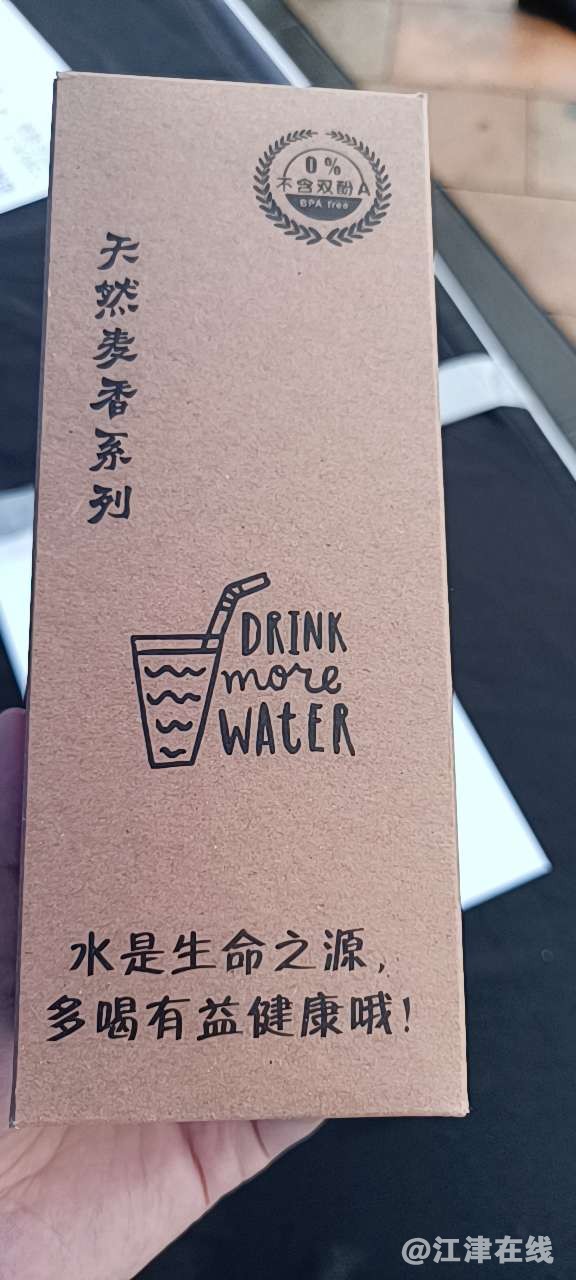 0%
不含双酚A
BPA free
天然麦香系列
DRINK
more
WATER
水是生命之源，
多喝有益健康哦！
@江津在线